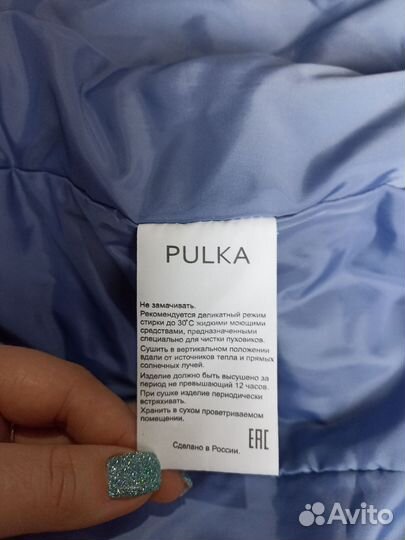 PULKA
Не замачивать.
Рекомендуется деликатный режим
стирки до 30°С жидкими моющими
средствами, предназначенными
специально для чистки пуховиков.
Сушить в вертикальном положении
вдали от источников тепла и прямых
солнечных лучей.
Изделие должно быть высушено за
период не превышающий 12 часов.
При сушке изделие периодически
встряхивать.
Хранить в сухом проветриваемом
помещении.
Сделано в России.
EAC
Avito